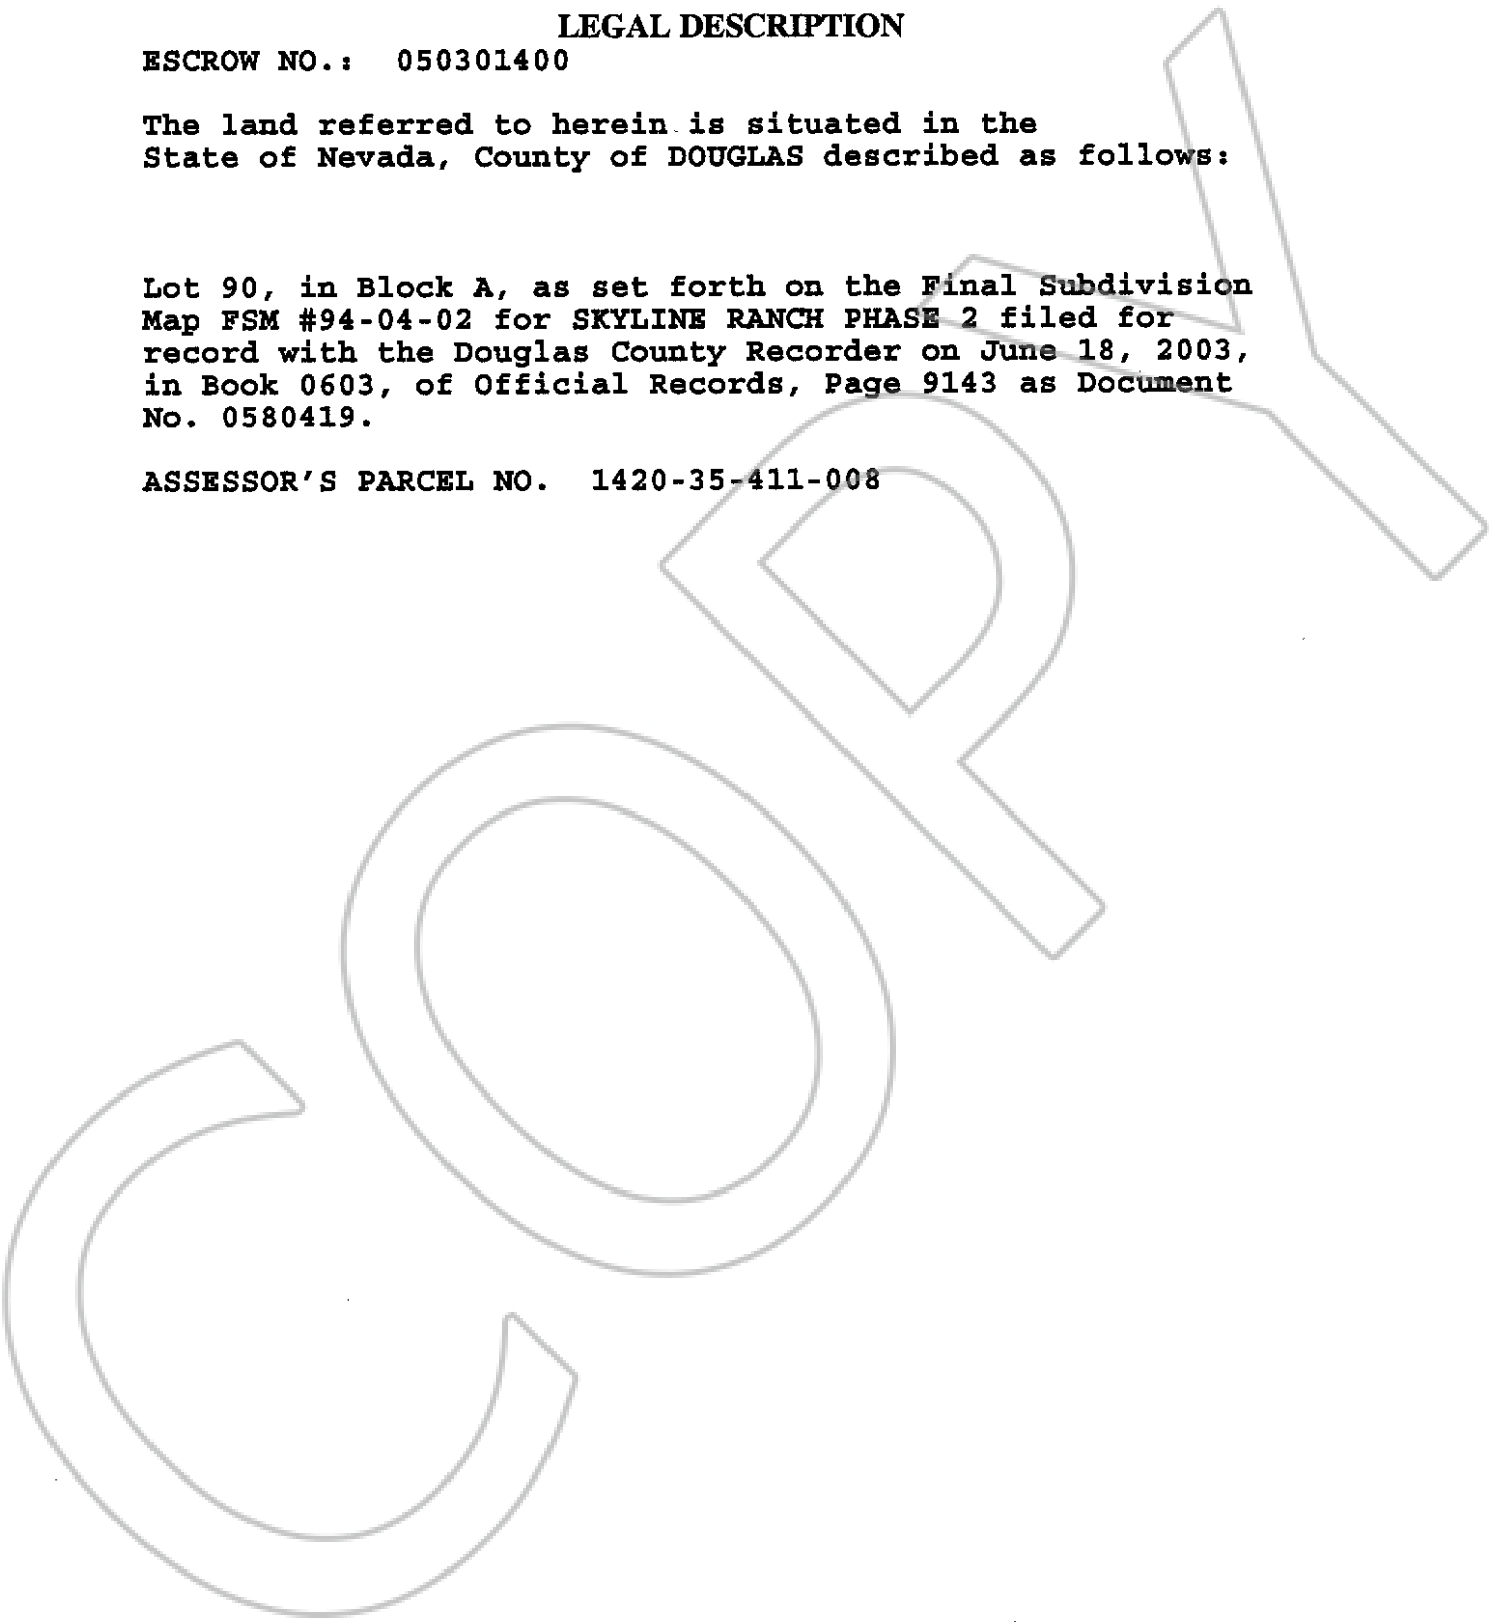 LEGAL DESCRIPTION
ESCROW NO.: 050301400
The land referred to herein is situated in the
State of Nevada, County of DOUGLAS described as follows:
Lot 90, in Block A, as set forth on the Final Subdivision
Map FSM #94-04-02 for SKYLINE RANCH PHASE 2 filed for
record with the Douglas County Recorder on June 18, 2003,
in Book 0603, of Official Records, Page 9143 as Document
No. 0580419.
ASSESSOR'S PARCEL NO. 1420-35-411-008
COPY